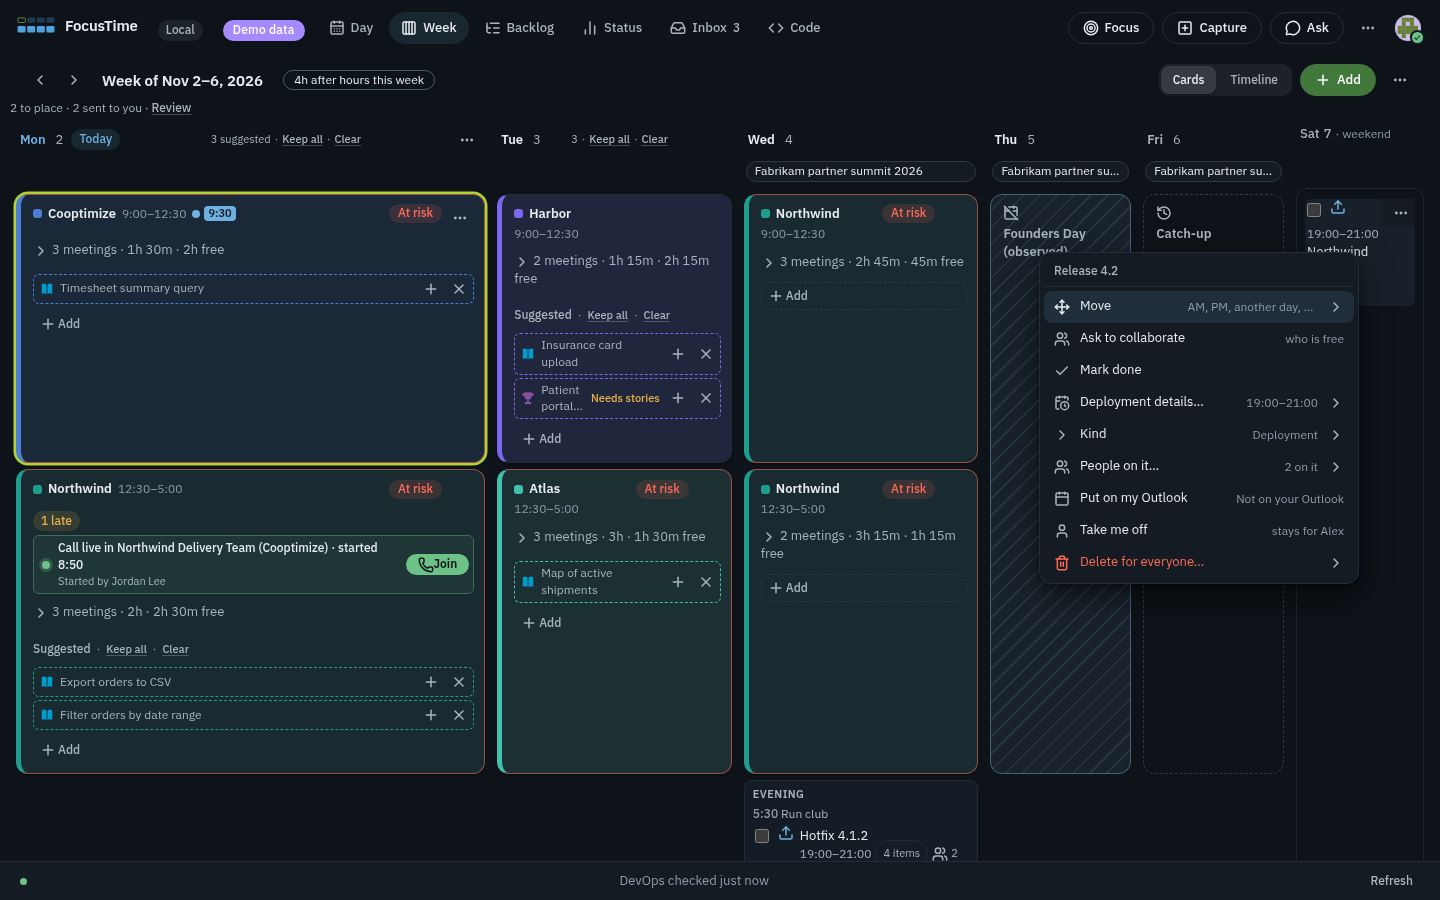 FocusTime
Local
Demo data
Day
Week
Backlog
Status
Inbox 3
Code
Focus
Capture
Ask
Week of Nov 2–6, 2026
4h after hours this week
Cards
Timeline
Add
2 to place · 2 sent to you · Review
Mon 2 Today
3 suggested · Keep all · Clear
Tue 3
3 · Keep all · Clear
Wed 4
Thu 5
Fri 6
Sat 7 · weekend
Fabrikam partner summit 2026
Fabrikam partner su...
Fabrikam partner su...
Cooptimize 9:00–12:30 9:30
At risk
3 meetings · 1h 30m · 2h free
Timesheet summary query
Add
Harbor
9:00–12:30
2 meetings · 1h 15m · 2h 15m
free
Suggested · Keep all · Clear
Insurance card
upload
Patient
portal...
Needs stories
Add
Northwind
At risk
9:00–12:30
3 meetings · 2h 45m · 45m free
Add
Founders Day
(observed)
Catch-up
19:00–21:00
Northwind
Release 4.2
Move
AM, PM, another day, ...
Ask to collaborate
who is free
Mark done
Deployment details...
19:00–21:00
Kind
Deployment
People on it...
2 on it
Put on my Outlook
Not on your Outlook
Take me off
stays for Alex
Delete for everyone...
Northwind 12:30–5:00
At risk
1 late
Call live in Northwind Delivery Team (Cooptimize) · started
8:50
Started by Jordan Lee
Join
3 meetings · 2h · 2h 30m free
Suggested · Keep all · Clear
Export orders to CSV
Filter orders by date range
Add
Atlas
At risk
12:30–5:00
3 meetings · 3h · 1h 30m free
Map of active
shipments
Add
Northwind
At risk
12:30–5:00
2 meetings · 3h 15m · 1h 15m
free
Add
EVENING
5:30 Run club
Hotfix 4.1.2
19:00–21:00
4 items
2
DevOps checked just now
Refresh